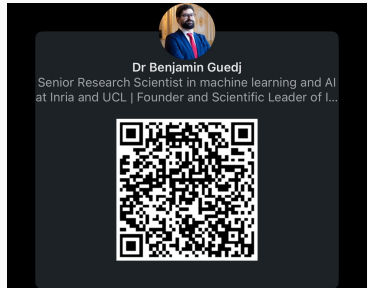 Dr Benjamin Guedj
Senior Research Scientist in machine learning and AI
at Inria and UCL | Founder and Scientific Leader of I...